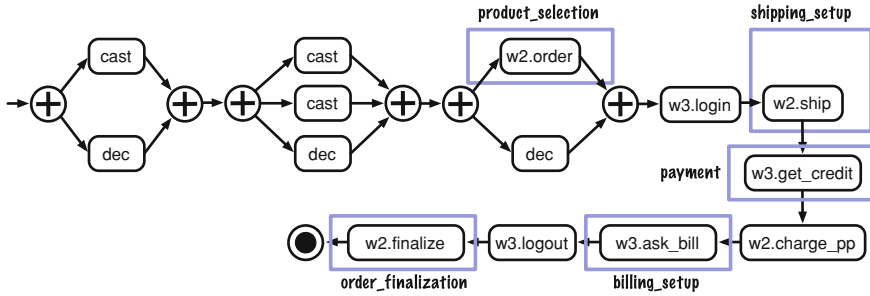 product_selection
shipping_setup
cast
cast
w2.order
cast
w3.login
w2.ship
dec
dec
dec
payment
w3.get_credit
w2.finalize
w3.logout
w3.ask_bill
w2.charge_pp
order_finalization
billing_setup